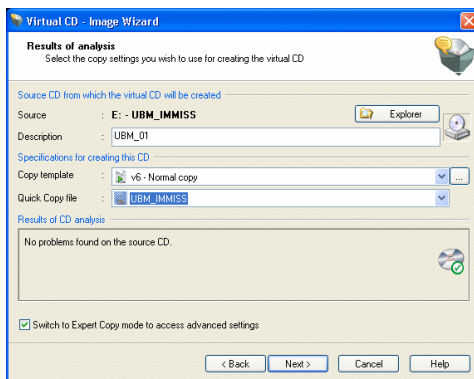 Virtual CD - Image Wizard
Results of analysis
Select the copy settings you wish to use for creating the virtual CD
Source CD from which the virtual CD will be created
Source : E: - UBM_IMMISS Explorer
Description : UBM_01
Specifications for creating this CD
Copy template : v6 - Normal copy ...
Quick Copy file : UBM_IMMISS
Results of CD analysis
No problems found on the source CD.
Switch to Expert Copy mode to access advanced settings
< Back Next > Cancel Help